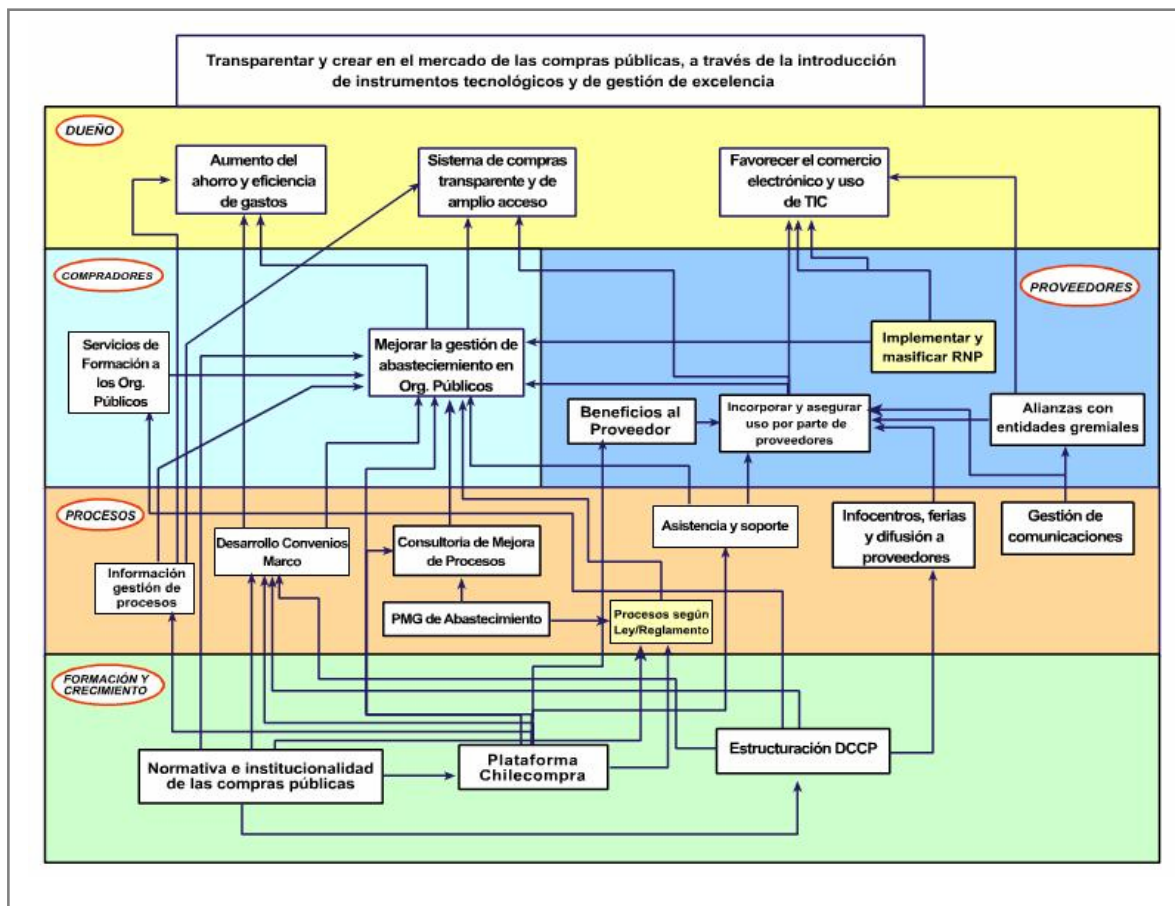 Transparentar y crear en el mercado de las compras públicas, a través de la introducción
de instrumentos tecnológicos y de gestión de excelencia
DUEÑO
Aumento del
ahorro y eficiencia
de gastos
Sistema de compras
transparente y de
amplio acceso
Favorecer el comercio
electrónico y uso
de TIC
COMPRADORES
PROVEEDORES
Servicios de
Formación a
los Org.
Públicos
Mejorar la gestión de
abasteciemiento en
Org. Públicos
Implementar y
masificar RNP
Beneficios al
Proveedor
Incorporar y asegurar
uso por parte de
proveedores
Alianzas con
entidades gremiales
PROCESOS
Información
gestión de
procesos
Desarrollo Convenios
Marco
Consultoria de Mejora
de Procesos
PMG de Abastecimiento
Procesos según
Ley/Reglamento
Asistencia y soporte
Infocentros, ferias
y difusión a
proveedores
Gestión de
comunicaciones
FORMACIÓN Y
CRECIMIENTO
Normativa e institucionalidad
de las compras públicas
Plataforma
Chilecompra
Estructuración DCCP